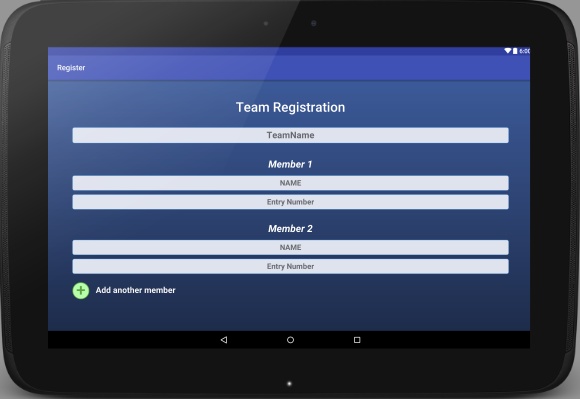 6:00
Register
Team Registration
TeamName
Member 1
NAME
Entry Number
Member 2
NAME
Entry Number
Add another member